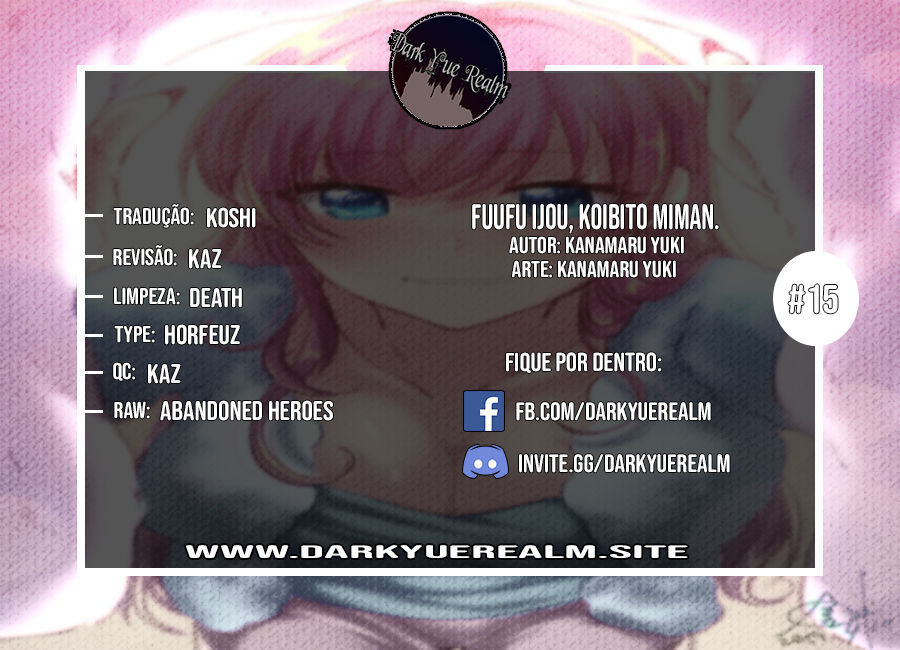 Dark Yue Realm
TRADUÇÃO: KOSHI
REVISÃO: KAZ
LIMPEZA: DEATH
TYPE: HORFEUZ
QC: KAZ
RAW: ABANDONED HEROES
FUUFU IJOU, KOIBITO MIMAN.
AUTOR: KANAMARU YUKI
ARTE: KANAMARU YUKI
#15
FIQUE POR DENTRO:
FB.COM/DARKYUEREALM
INVITE.GG/DARKYUEREALM
WWW.DARKYUEREALM.SITE